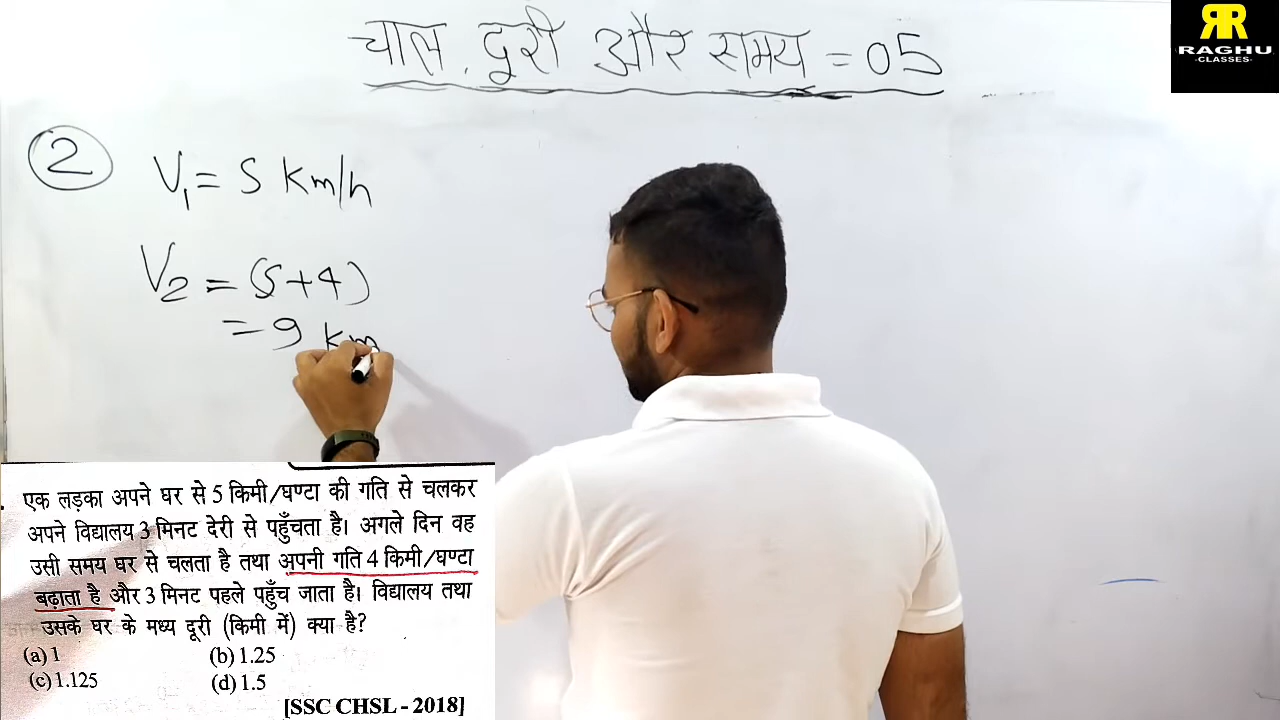 चाल, दूरी और समय = 05
RR
RAGHU
-CLASSES-
2 V₁ = 5 Km/h
V₂ = (5+4)
= 9 km
एक लड़का अपने घर से 5 किमी/घण्टा की गति से चलकर
अपने विद्यालय 3 मिनट देरी से पहुँचता है। अगले दिन वह
उसी समय घर से चलता है तथा अपनी गति 4 किमी/घण्टा
बढ़ाता है और 3 मिनट पहले पहुँच जाता है। विद्यालय तथा
उसके घर के मध्य दूरी (किमी में) क्या है?
(a) 1 (b) 1.25
(c) 1.125 (d) 1.5
[SSC CHSL - 2018]